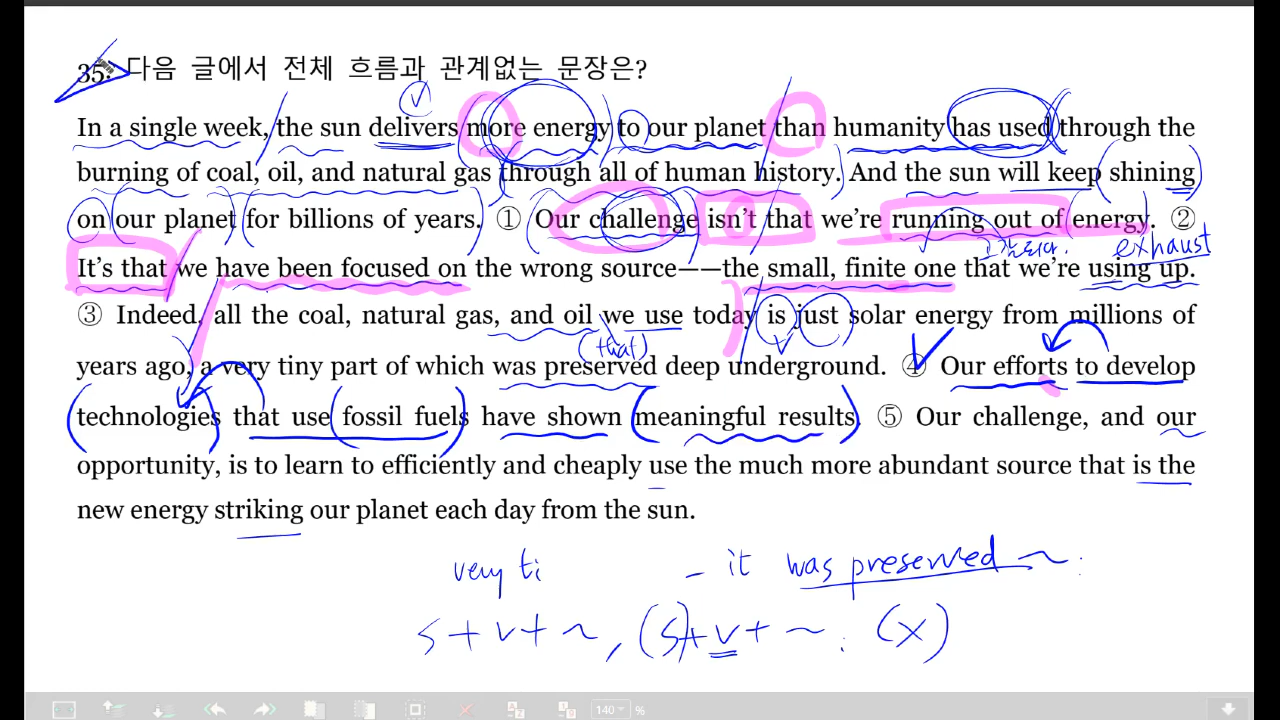 35. 다음 글에서 전체 흐름과 관계없는 문장은?
In a single week, the sun delivers more energy to our planet than humanity has used through the
burning of coal, oil, and natural gas through all of human history. And the sun will keep shining
on our planet for billions of years. ① Our challenge isn't that we're running out of energy. ②
고갈되다. exhaust
It's that we have been focused on the wrong source——the small, finite one that we're using up.
③ Indeed, all the coal, natural gas, and oil we use today is just solar energy from millions of
(that)
years ago, a very tiny part of which was preserved deep underground. ④ Our efforts to develop
technologies that use fossil fuels have shown meaningful results. ⑤ Our challenge, and our
opportunity, is to learn to efficiently and cheaply use the much more abundant source that is the
new energy striking our planet each day from the sun.
very ti – it was preserved ~.
s + v + ~, (s) + v + ~. (x)
140 %